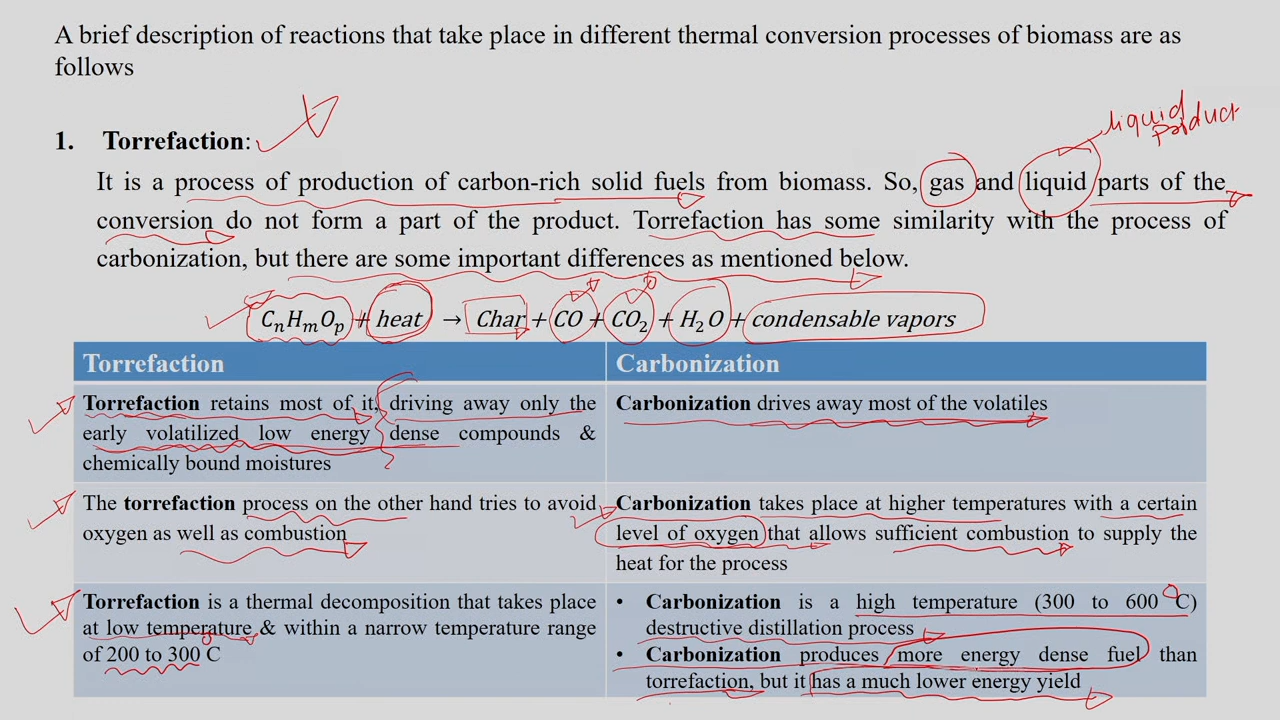 A brief description of reactions that take place in different thermal conversion processes of biomass are as
follows
liquid
product
1. Torrefaction:
It is a process of production of carbon-rich solid fuels from biomass. So, gas and liquid parts of the
conversion do not form a part of the product. Torrefaction has some similarity with the process of
carbonization, but there are some important differences as mentioned below.
CₙHₘOₚ + heat → Char + CO + CO₂ + H₂O + condensable vapors
Torrefaction
Carbonization
Torrefaction retains most of it, driving away only the
early volatilized low energy dense compounds &
chemically bound moistures
Carbonization drives away most of the volatiles
The torrefaction process on the other hand tries to avoid
oxygen as well as combustion
Carbonization takes place at higher temperatures with a certain
level of oxygen that allows sufficient combustion to supply the
heat for the process
Torrefaction is a thermal decomposition that takes place
at low temperature & within a narrow temperature range
of 200 to 300 °C
• Carbonization is a high temperature (300 to 600 °C)
destructive distillation process
• Carbonization produces more energy dense fuel than
torrefaction, but it has a much lower energy yield